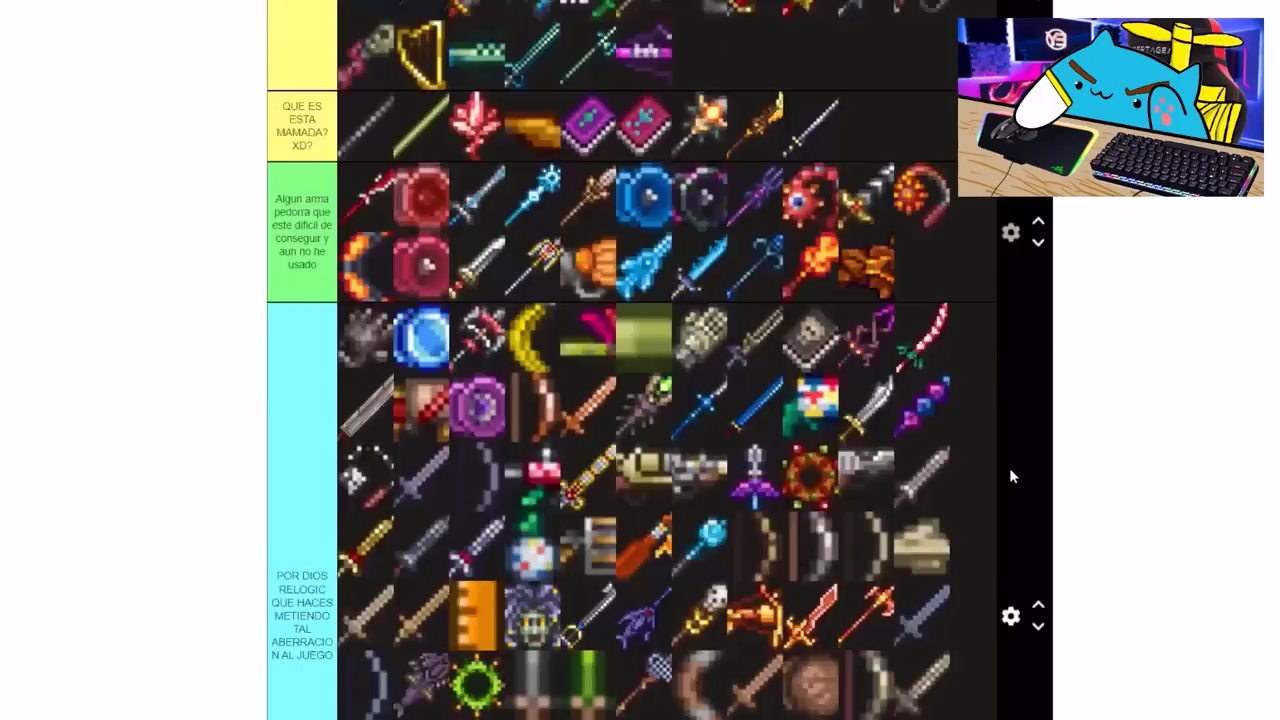 QUE ES
ESTA
MAMADA?
XD?
Algun arma
pedorra que
este dificil de
conseguir y
aun no he
usado
POR DIOS
RELOGIC
QUE HACES
METIENDO
TAL
ABERRACIO
N AL JUEGO